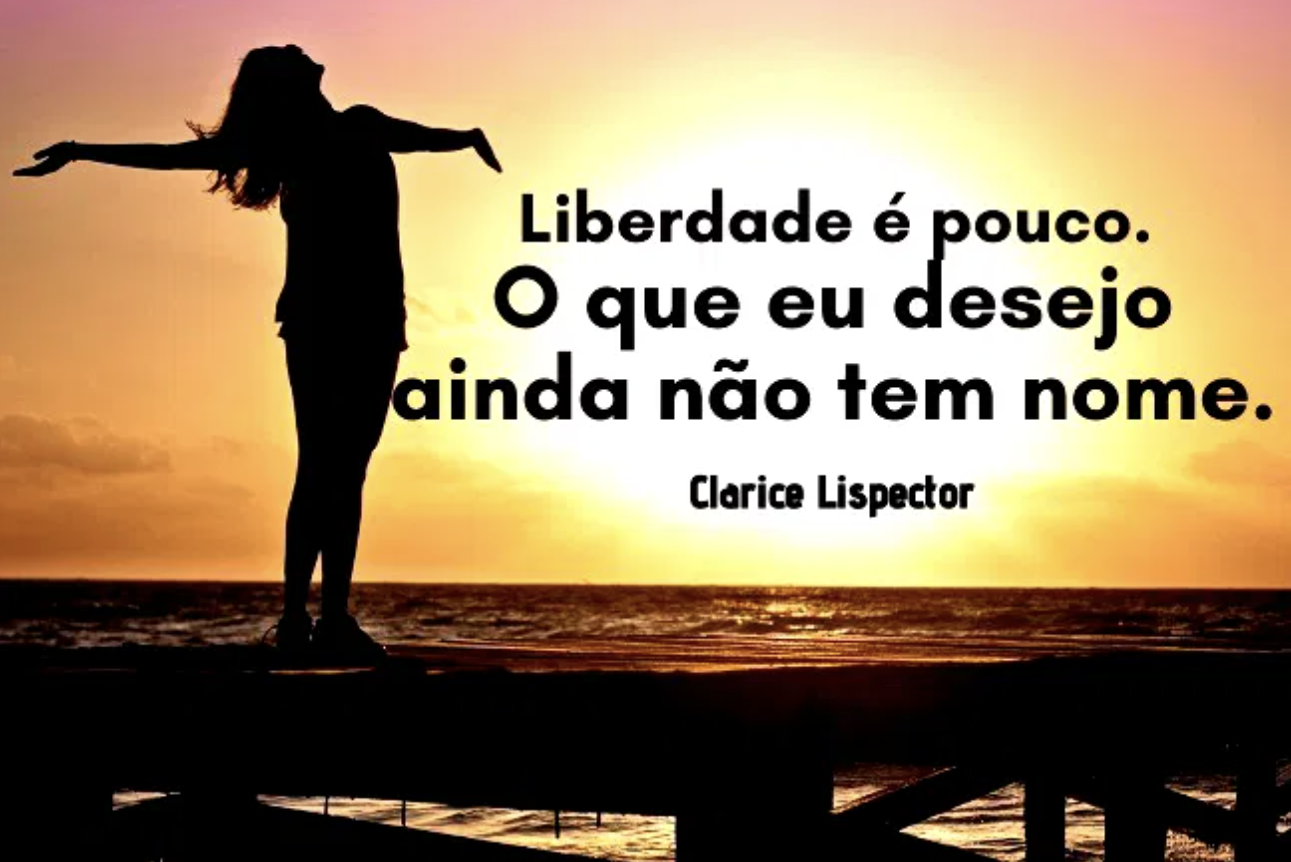 Liberdade é pouco.
O que eu desejo
ainda não tem nome.
Clarice Lispector